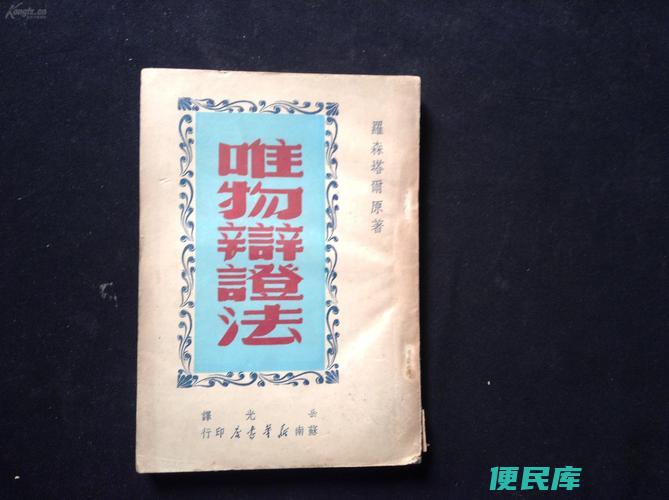 Kongfz.cn
羅森塔爾原著
唯物辯證法
岳光譯
蘇南新華書店印行
便民库